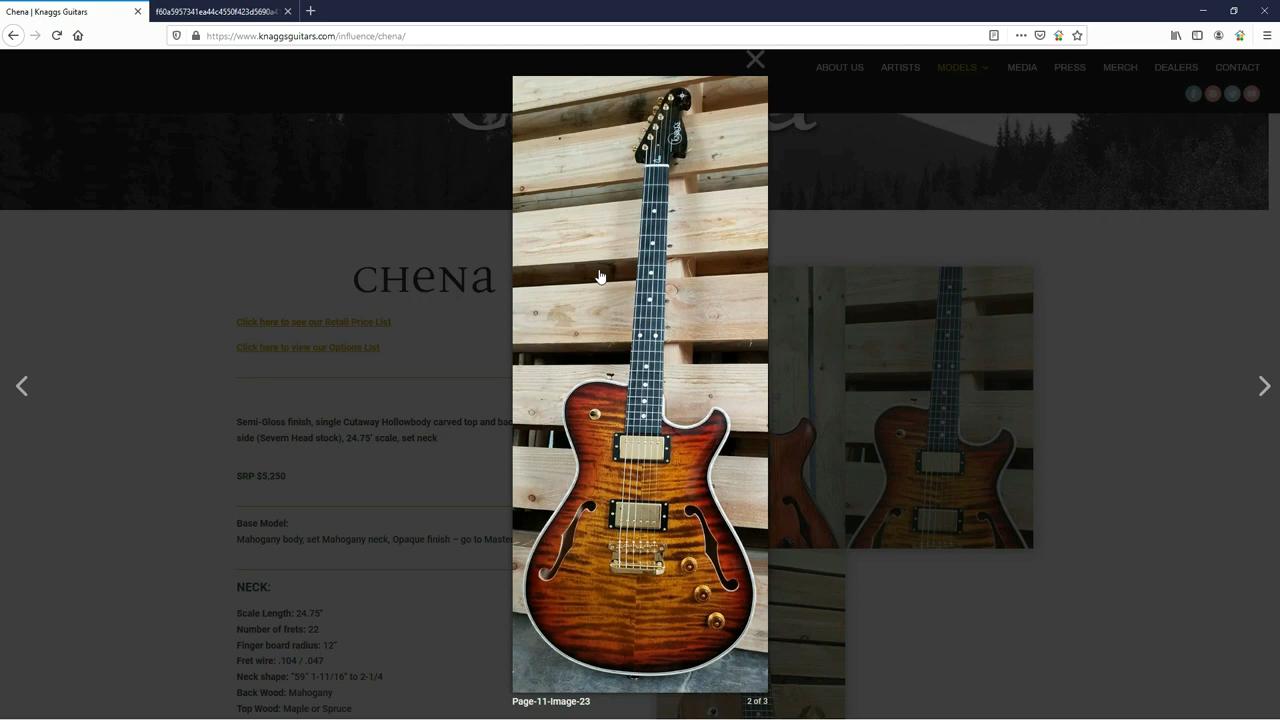 Chena | Knaggs Guitars
f60a5957341ea44c4550f423d5690a4
https://www.knaggsguitars.com/influence/chena/
ABOUT US ARTISTS MODELS MEDIA PRESS MERCH DEALERS CONTACT
CHENA
Click here to see our Retail Price List
Click here to view our Options List
Semi-Gloss finish, single Cutaway Hollowbody carved top and bac
side (Severn Head stock), 24.75" scale, set neck
SRP $5,250
Base Model:
Mahogany body, set Mahogany neck, Opaque finish – go to Master
NECK:
Scale Length: 24.75"
Number of frets: 22
Finger board radius: 12"
Fret wire: .104 / .047
Neck shape: "59" 1-11/16" to 2-1/4
Back Wood: Mahogany
Top Wood: Maple or Spruce
Page-11-Image-23
2 of 3